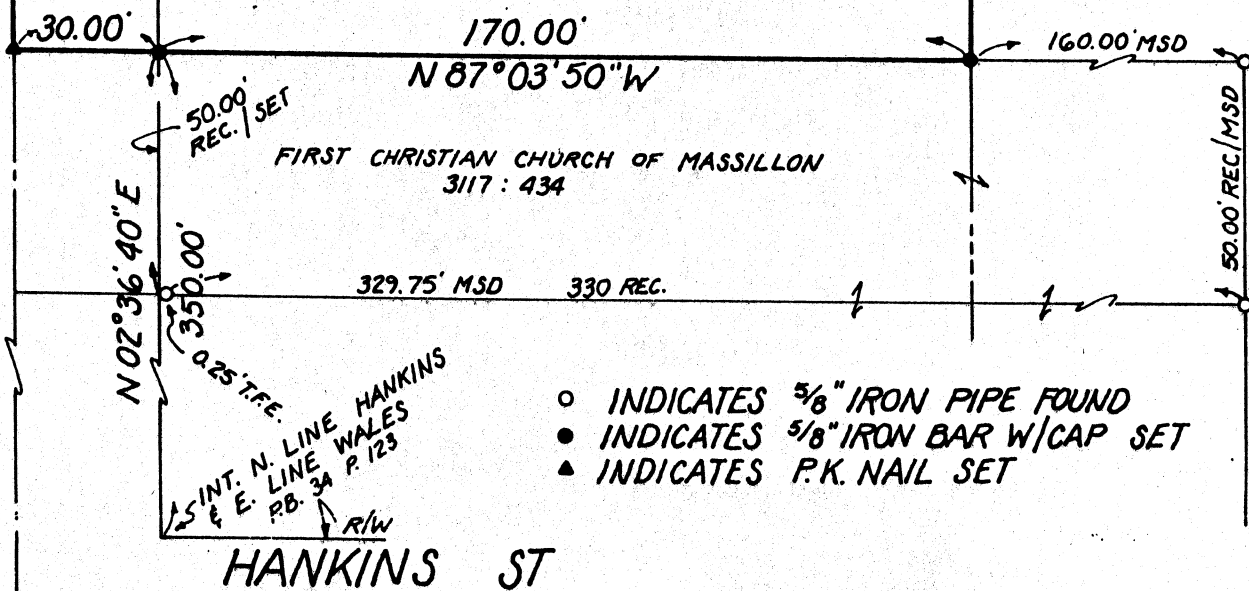 30.00'
170.00'
N 87°03'50"W
160.00' MSD
50.00'
REC. / SET
50.00' REC/MSD
FIRST CHRISTIAN CHURCH OF MASSILLON
3117 : 434
N 02°36'40" E
350.00'
329.75' MSD 330 REC.
0.25' T.F.E.
INT. N. LINE HANKINS
& E. LINE WALES
P.B. 34 P. 123
R/W
HANKINS ST
INDICATES 5/8" IRON PIPE FOUND
INDICATES 5/8" IRON BAR W/CAP SET
INDICATES P.K. NAIL SET